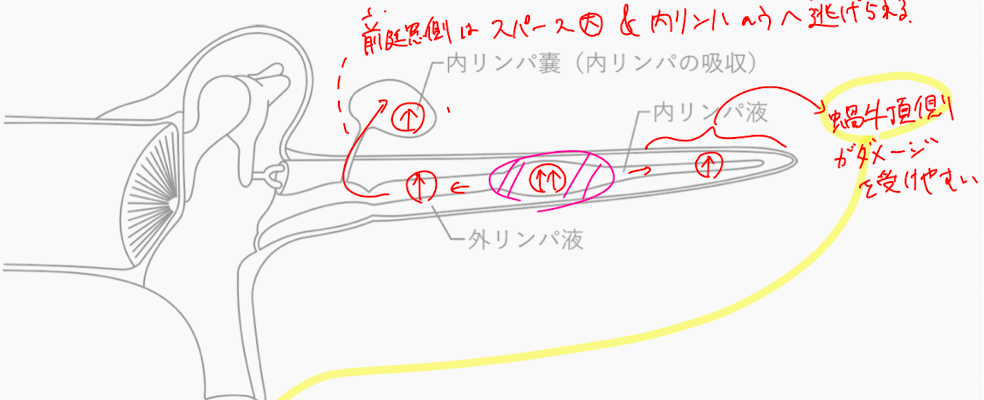 前庭窓側はスペース大 & 内リンパのうへ逃げられる
内リンパ嚢（内リンパの吸収）
内リンパ液
外リンパ液
蝸牛頂側
がダメージ
を受けやすい